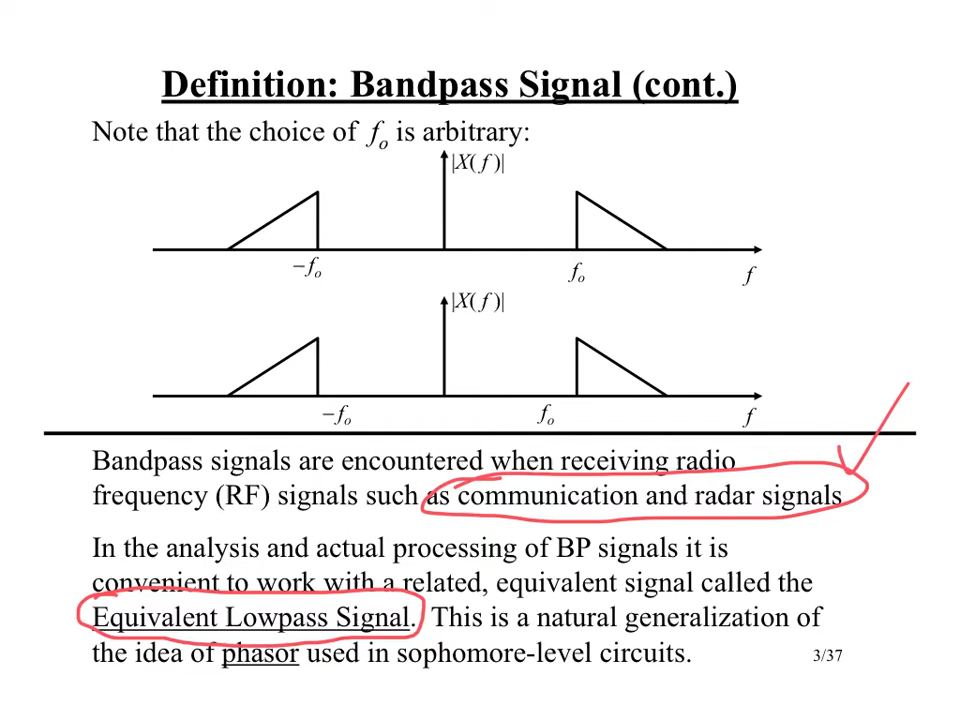 Definition: Bandpass Signal (cont.)
Note that the choice of fₒ is arbitrary:
|X(f)|
−fₒ
fₒ
f
|X(f)|
−fₒ
fₒ
f
Bandpass signals are encountered when receiving radio
frequency (RF) signals such as communication and radar signals
In the analysis and actual processing of BP signals it is
convenient to work with a related, equivalent signal called the
Equivalent Lowpass Signal. This is a natural generalization of
the idea of phasor used in sophomore-level circuits.
3/37